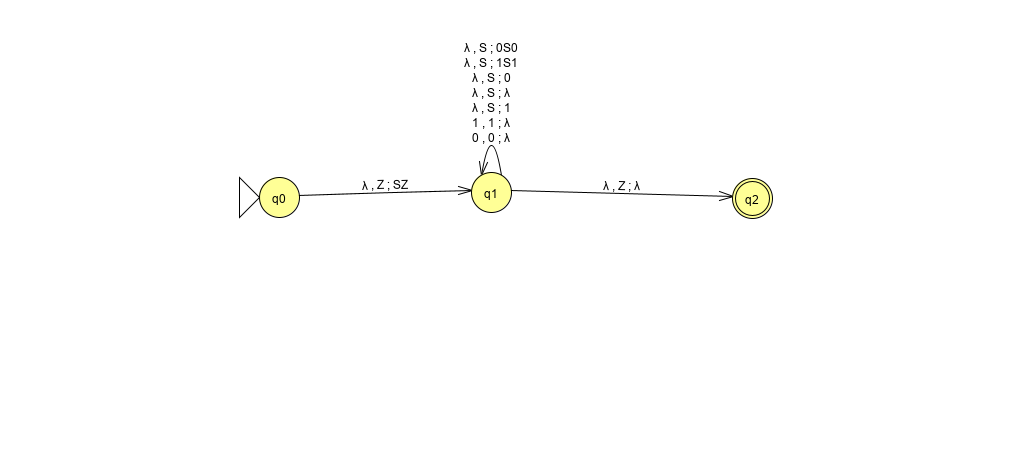 λ , S ; 0S0
λ , S ; 1S1
λ , S ; 0
λ , S ; λ
λ , S ; 1
1 , 1 ; λ
0 , 0 ; λ
q0
λ , Z ; SZ
q1
λ , Z ; λ
q2